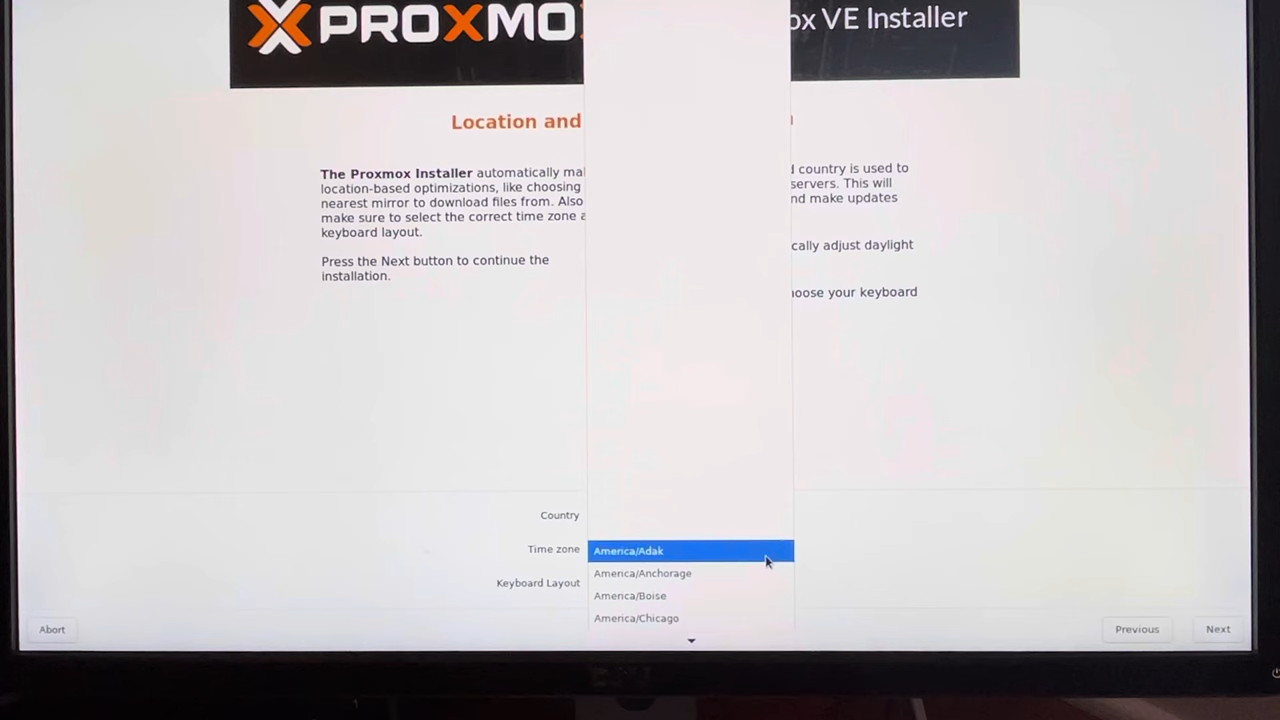 PROXMO
ox VE Installer
Location and
The Proxmox Installer automatically mak
location-based optimizations, like choosing
nearest mirror to download files from. Also
make sure to select the correct time zone a
keyboard layout.
Press the Next button to continue the
installation.
d country is used to
servers. This will
nd make updates
cally adjust daylight
hoose your keyboard
Country
Time zone
America/Adak
America/Anchorage
Keyboard Layout
America/Boise
America/Chicago
Abort
Previous
Next